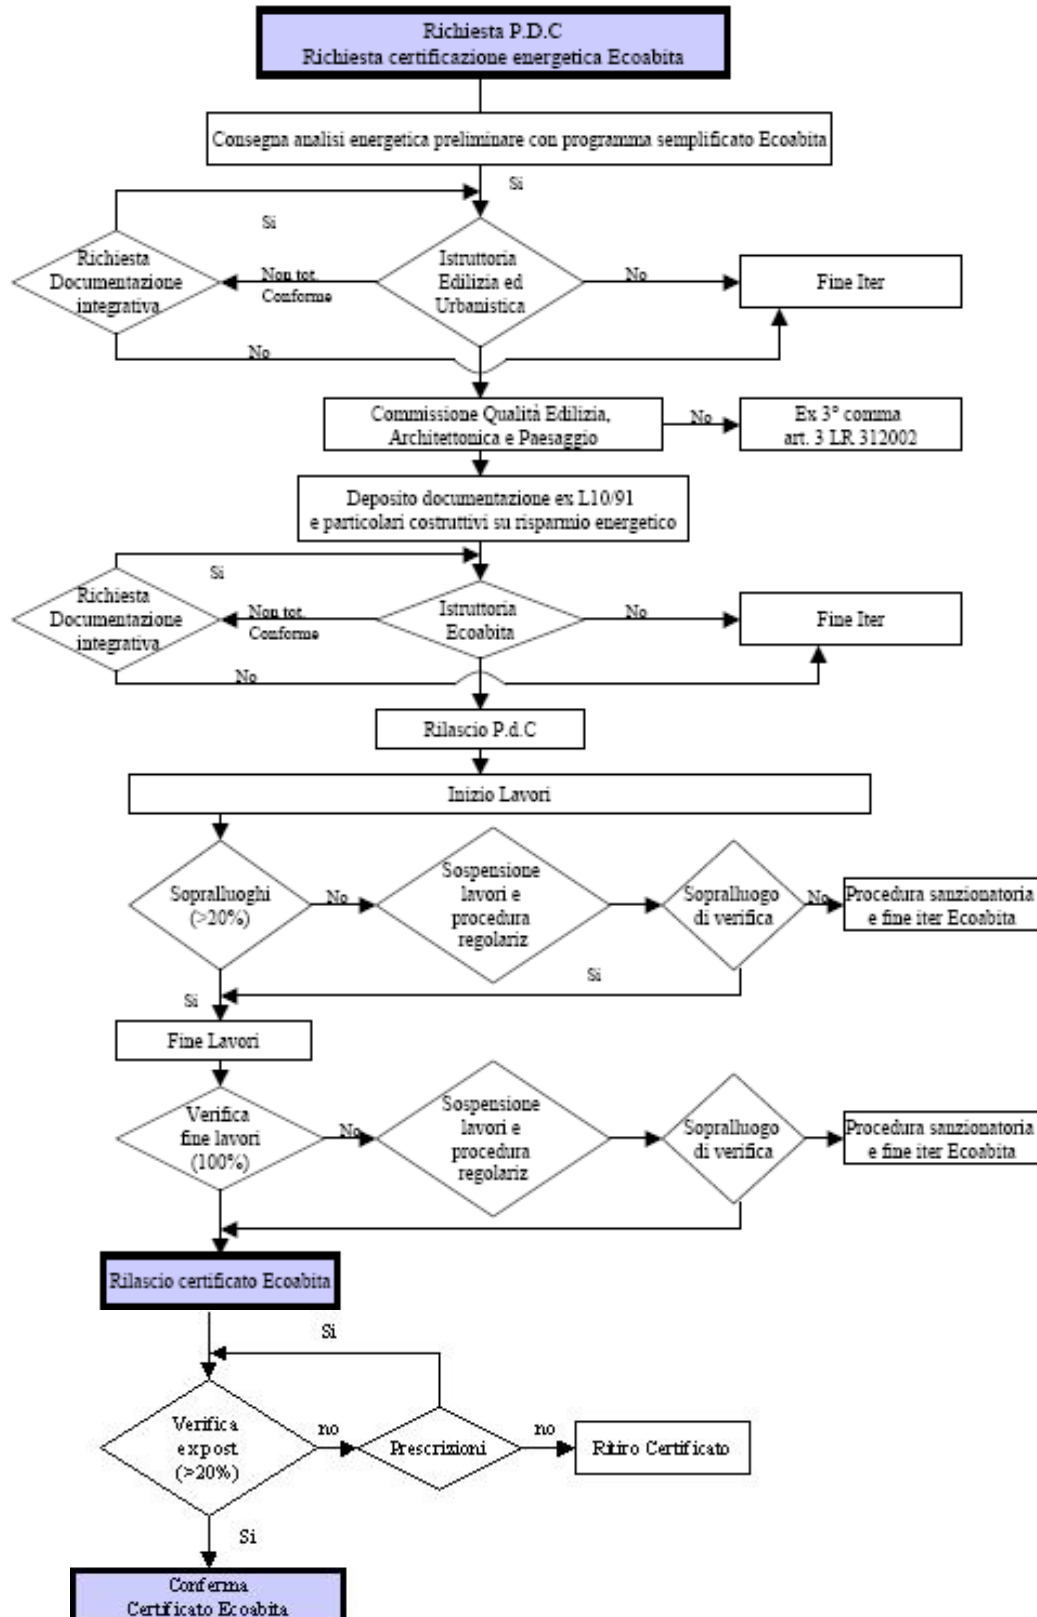 Richiesta P.D.C
Richiesta certificazione energetica Ecoabita
Consegna analisi energetica preliminare con programma semplificato Ecoabita
Si
Si
Richiesta
Documentazione
integrativa
Non tot.
Conforme
Istruttoria
Edilizia ed
Urbanistica
No
Fine Iter
No
Commissione Qualità Edilizia,
Architettonica e Paesaggio
No
Ex 3° comma
art. 3 LR 312002
Deposito documentazione ex L10/91
e particolari costruttivi su risparmio energetico
Si
Richiesta
Documentazione
integrativa
Non tot.
Conforme
Istruttoria
Ecoabita
No
Fine Iter
No
Rilascio P.d.C
Inizio Lavori
Sopralluoghi
(>20%)
No
Sospensione
lavori e
procedura
regolariz
Sopralluogo
di verifica
No
Procedura sanzionatoria
e fine iter Ecoabita
Si
Si
Fine Lavori
Verifica
fine lavori
(100%)
No
Sospensione
lavori e
procedura
regolariz
Sopralluogo
di verifica
Procedura sanzionatoria
e fine iter Ecoabita
Rilascio certificato Ecoabita
Si
Verifica
ex post
(>20%)
no
Prescrizioni
no
Ritiro Certificato
Si
Conferma
Certificato Ecoabita